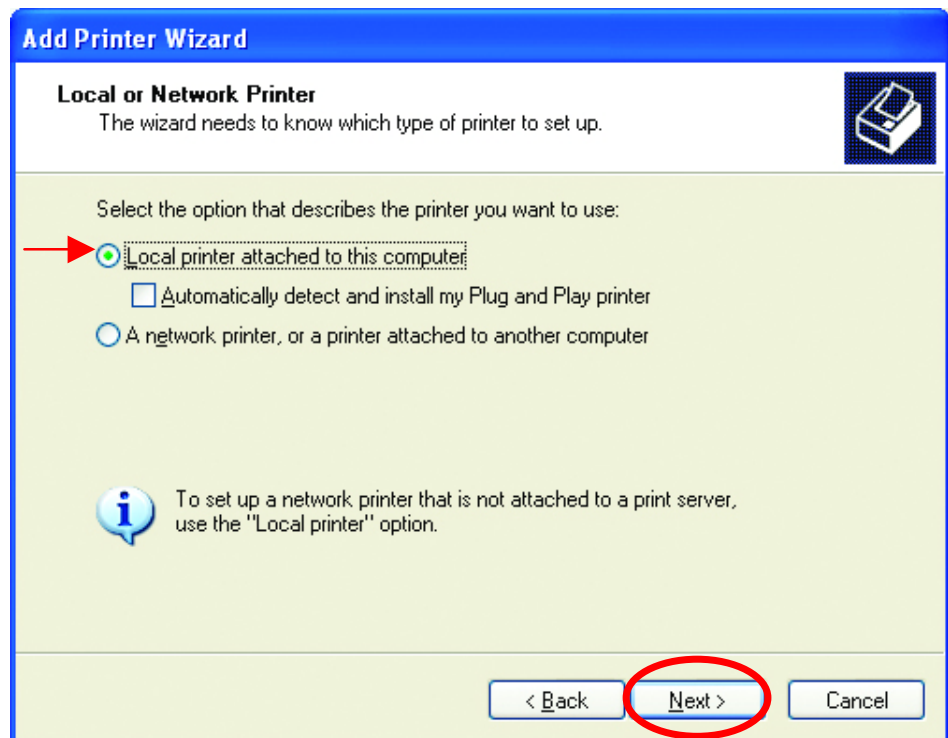 Add Printer Wizard
Local or Network Printer
The wizard needs to know which type of printer to set up.
Select the option that describes the printer you want to use:
Local printer attached to this computer
Automatically detect and install my Plug and Play printer
A network printer, or a printer attached to another computer
To set up a network printer that is not attached to a print server,
use the "Local printer" option.
< Back
Next >
Cancel